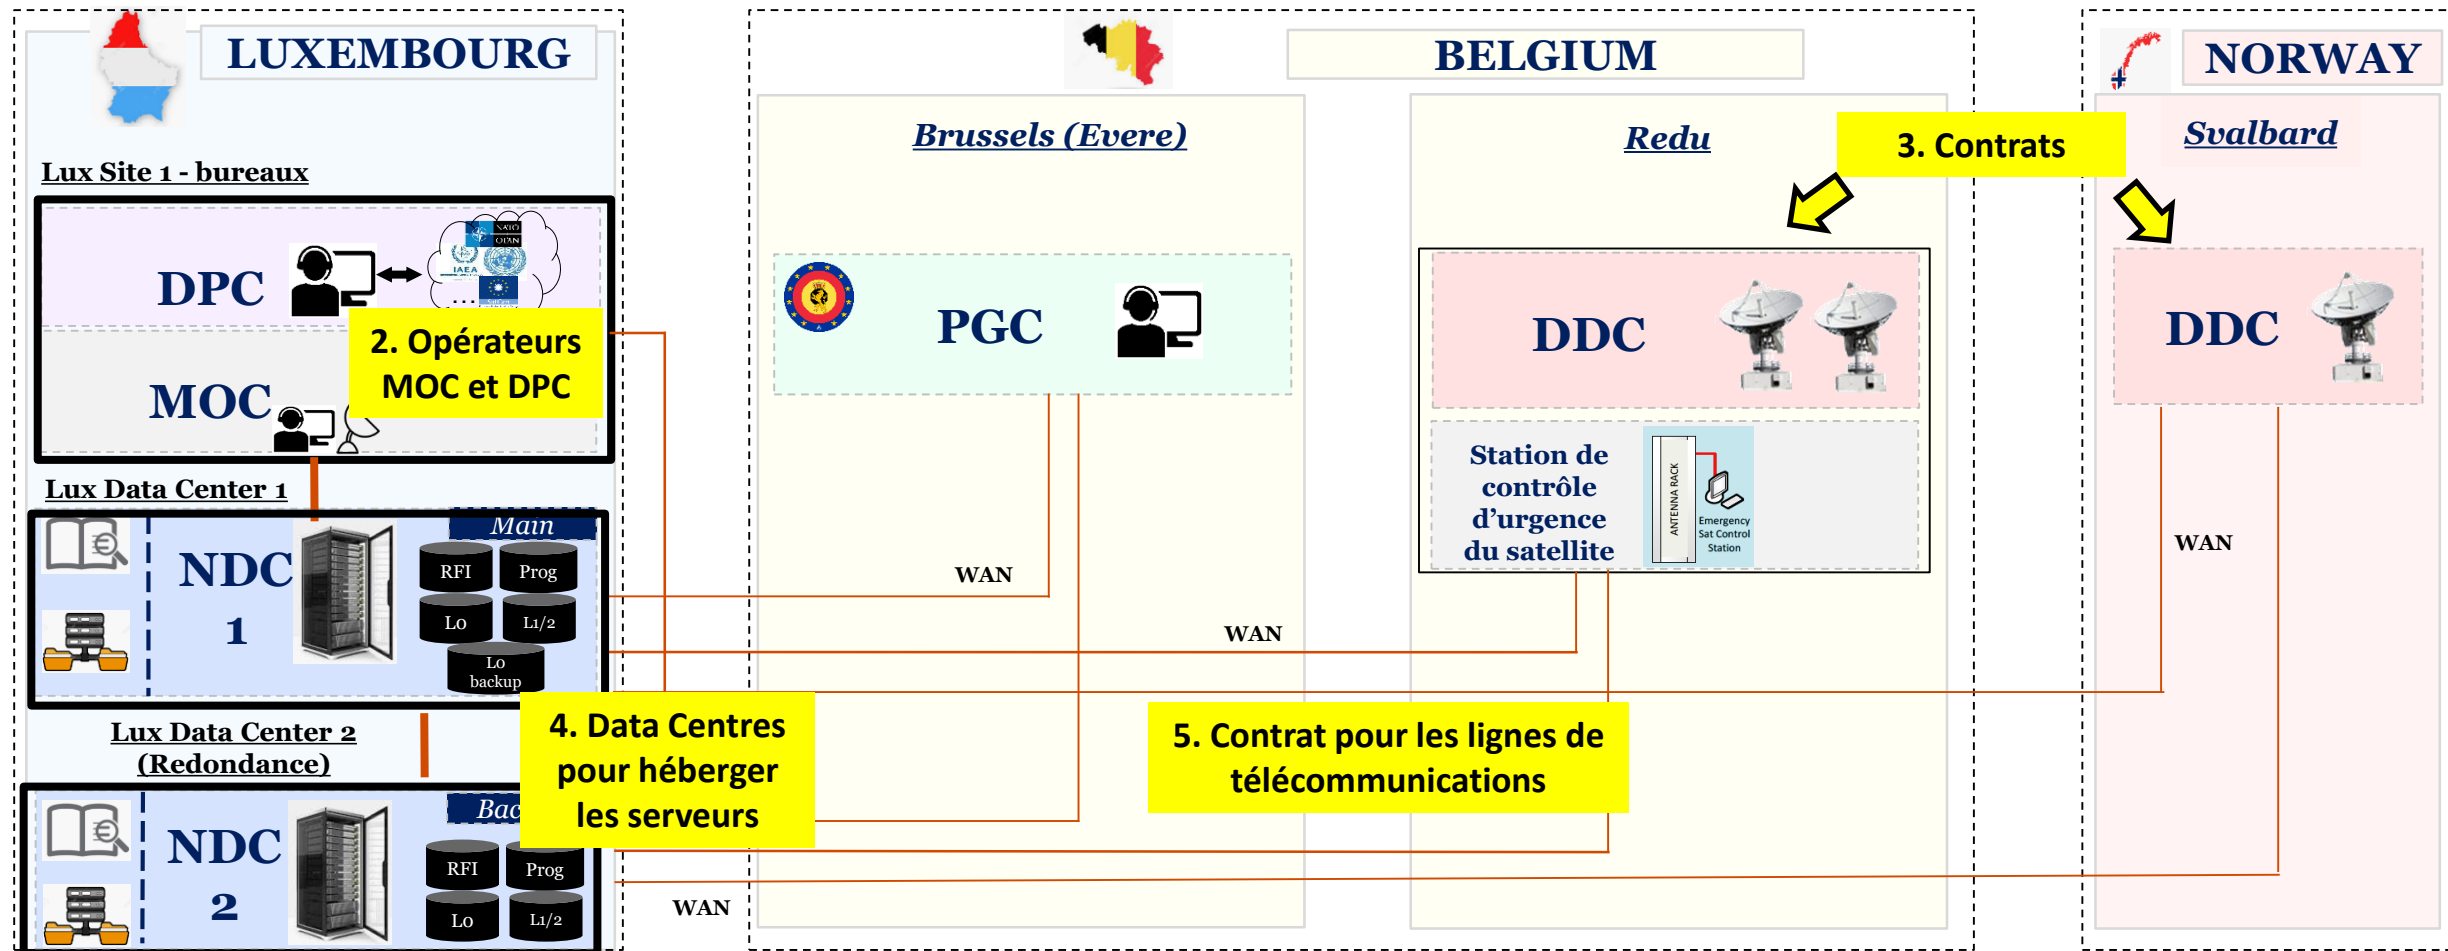 LUXEMBOURG
BELGIUM
NORWAY
Lux Site 1 - bureaux
Brussels (Evere)
Redu
3. Contrats
Svalbard
DPC
NATO
OTAN
IAEA
...
2. Opérateurs
MOC et DPC
MOC
PGC
DDC
DDC
Station de
contrôle
d’urgence
du satellite
ANTENNA RACK
Emergency
Sat Control
Station
Lux Data Center 1
NDC
1
Main
RFI
Prog
L0
L1/2
L0
backup
WAN
WAN
WAN
Lux Data Center 2
(Redondance)
4. Data Centres
pour héberger
les serveurs
5. Contrat pour les lignes de
télécommunications
NDC
2
Bac
RFI
Prog
L0
L1/2
WAN